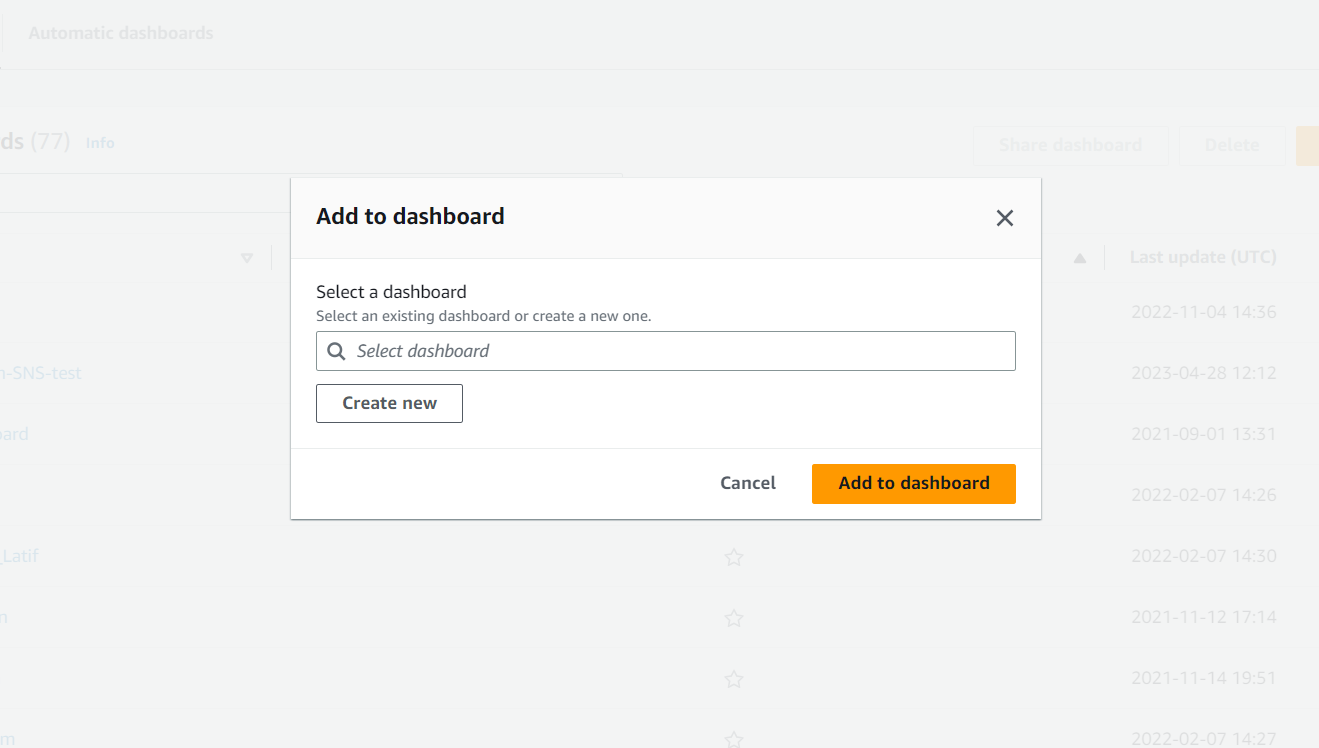 Automatic dashboards
ds (77) Info
Share dashboard Delete
Add to dashboard
Last update (UTC)
Select a dashboard
Select an existing dashboard or create a new one.
Select dashboard
Create new
Cancel Add to dashboard
2022-11-04 14:36
-SNS-test 2023-04-28 12:12
ard 2021-09-01 13:31
2022-02-07 14:26
_Latif 2022-02-07 14:30
n 2021-11-12 17:14
2021-11-14 19:51
m 2022-02-07 14:27